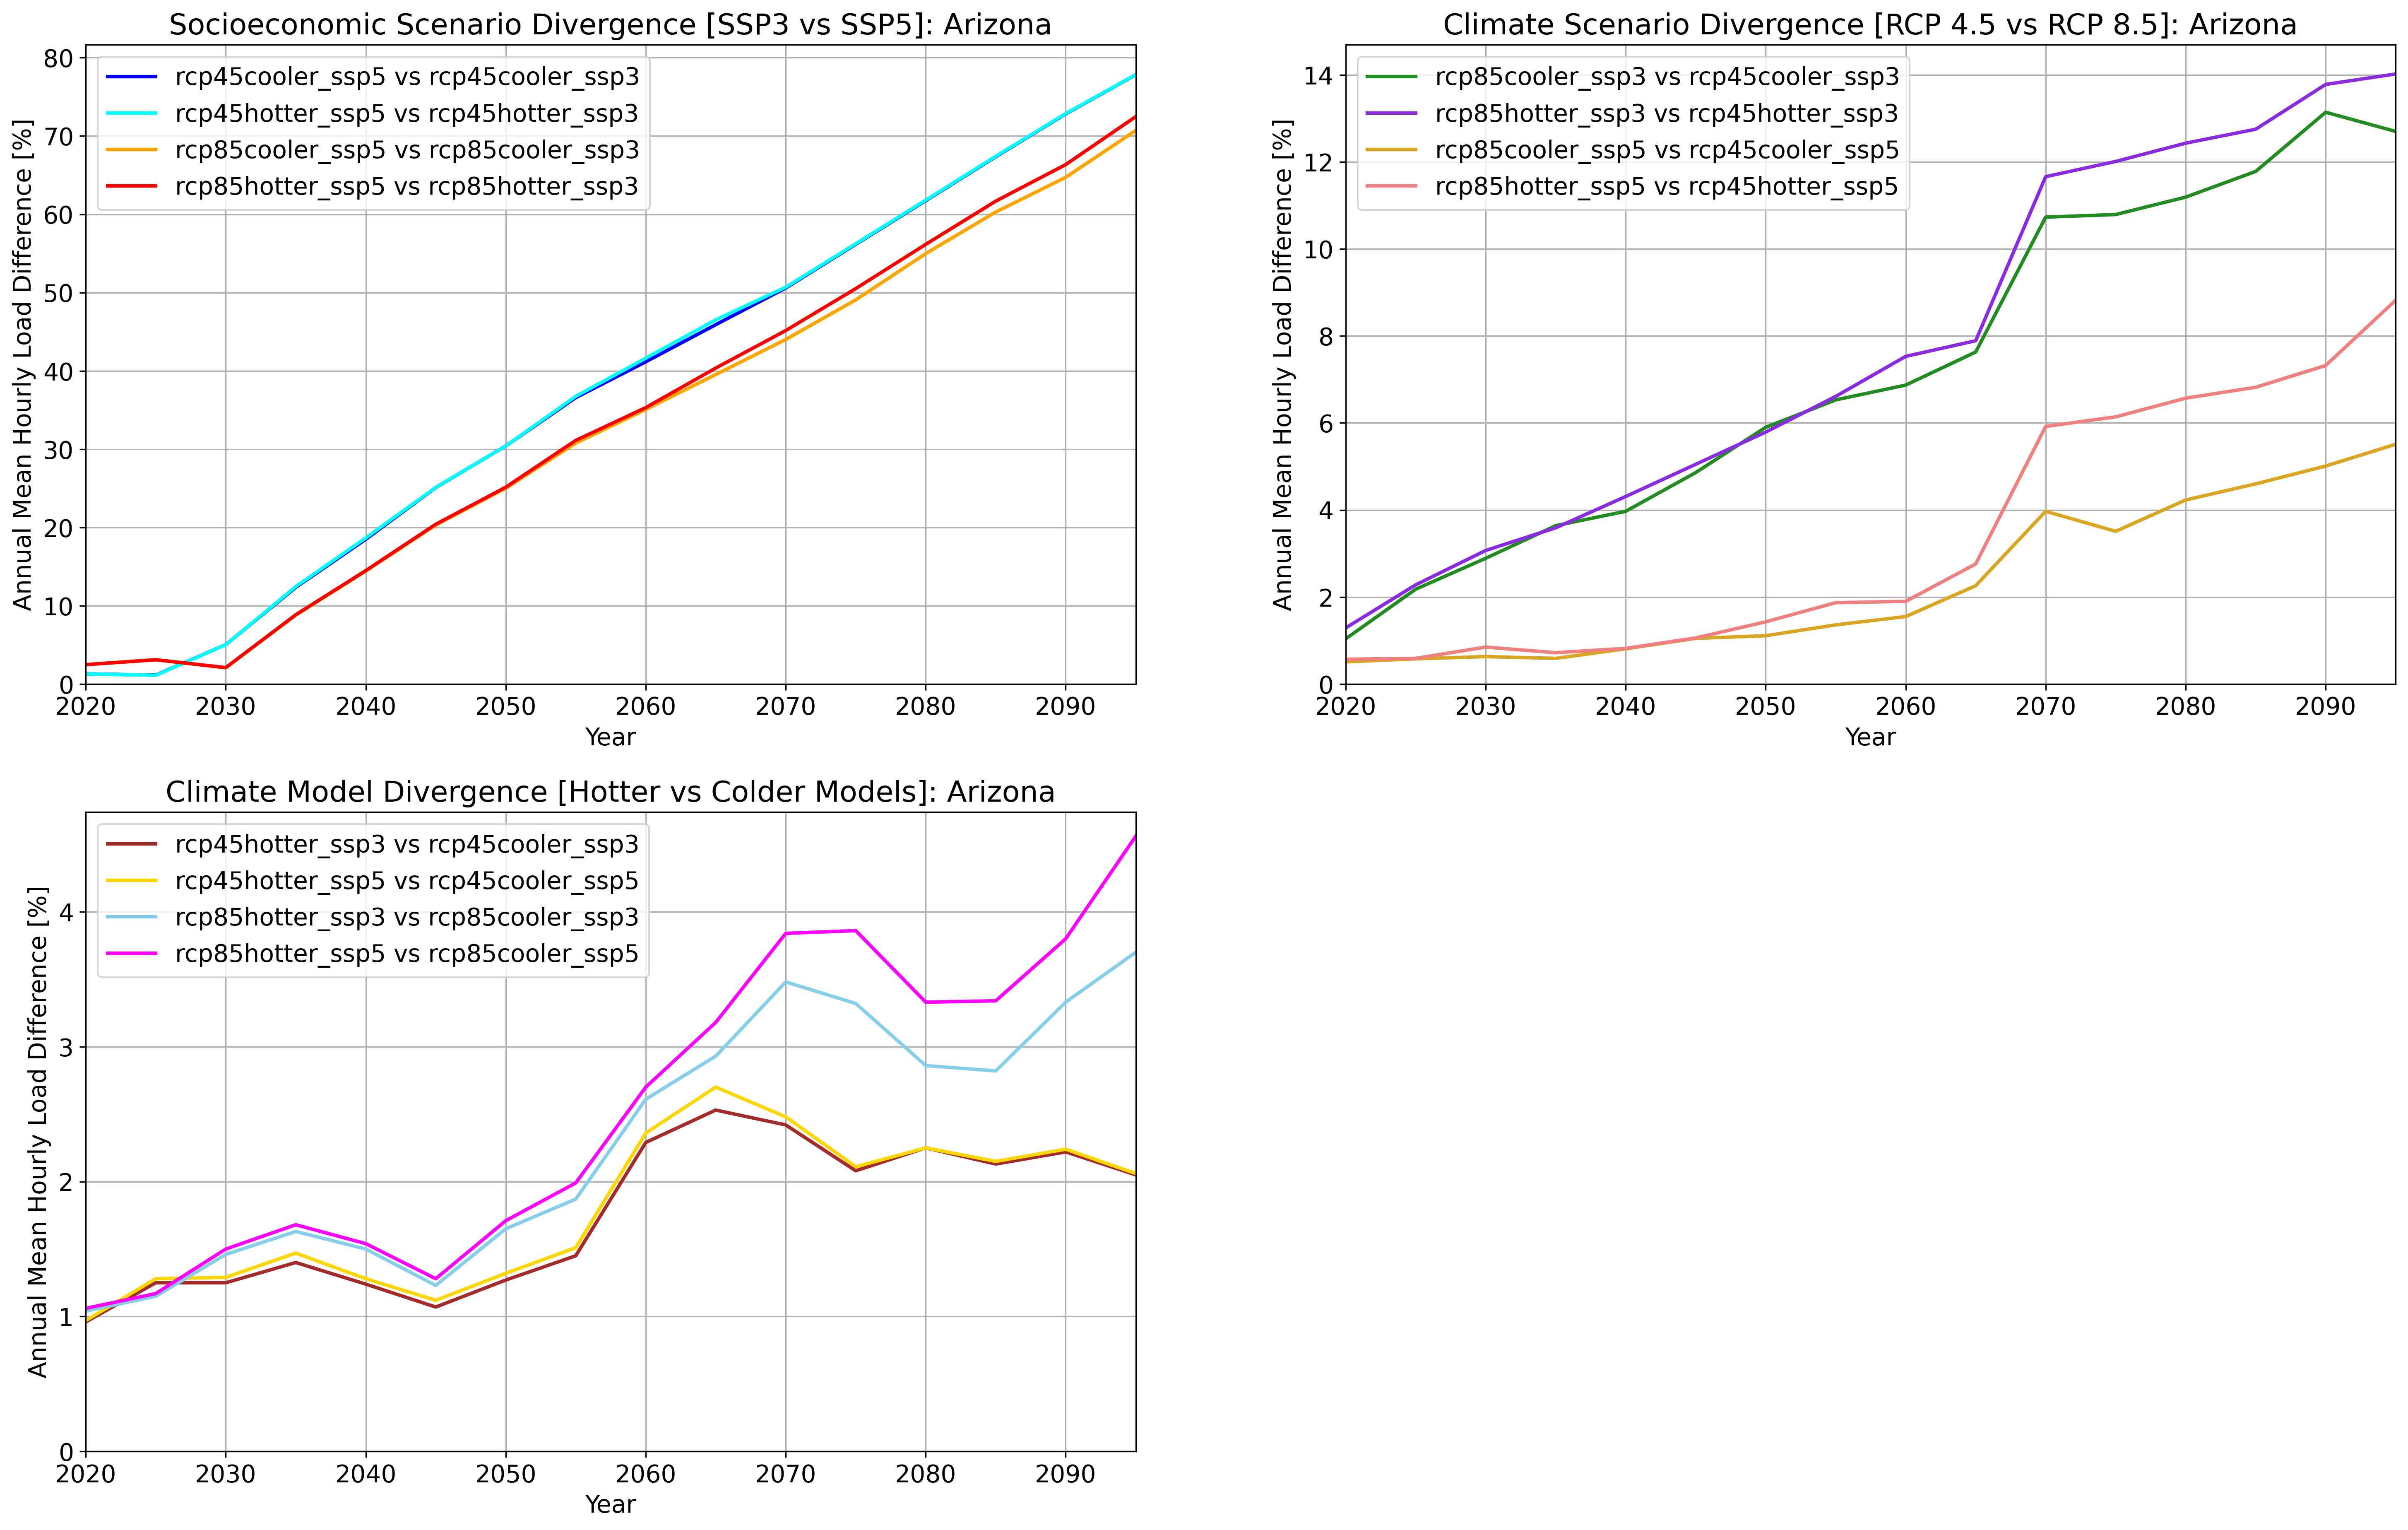 Socioeconomic Scenario Divergence [SSP3 vs SSP5]: Arizona
Annual Mean Hourly Load Difference [%]
80
70
60
50
40
30
20
10
0
rcp45cooler_ssp5 vs rcp45cooler_ssp3
rcp45hotter_ssp5 vs rcp45hotter_ssp3
rcp85cooler_ssp5 vs rcp85cooler_ssp3
rcp85hotter_ssp5 vs rcp85hotter_ssp3
2020 2030 2040 2050 2060 2070 2080 2090
Year
Climate Scenario Divergence [RCP 4.5 vs RCP 8.5]: Arizona
Annual Mean Hourly Load Difference [%]
14
12
10
8
6
4
2
0
rcp85cooler_ssp3 vs rcp45cooler_ssp3
rcp85hotter_ssp3 vs rcp45hotter_ssp3
rcp85cooler_ssp5 vs rcp45cooler_ssp5
rcp85hotter_ssp5 vs rcp45hotter_ssp5
2020 2030 2040 2050 2060 2070 2080 2090
Year
Climate Model Divergence [Hotter vs Colder Models]: Arizona
Annual Mean Hourly Load Difference [%]
4
3
2
1
0
rcp45hotter_ssp3 vs rcp45cooler_ssp3
rcp45hotter_ssp5 vs rcp45cooler_ssp5
rcp85hotter_ssp3 vs rcp85cooler_ssp3
rcp85hotter_ssp5 vs rcp85cooler_ssp5
2020 2030 2040 2050 2060 2070 2080 2090
Year